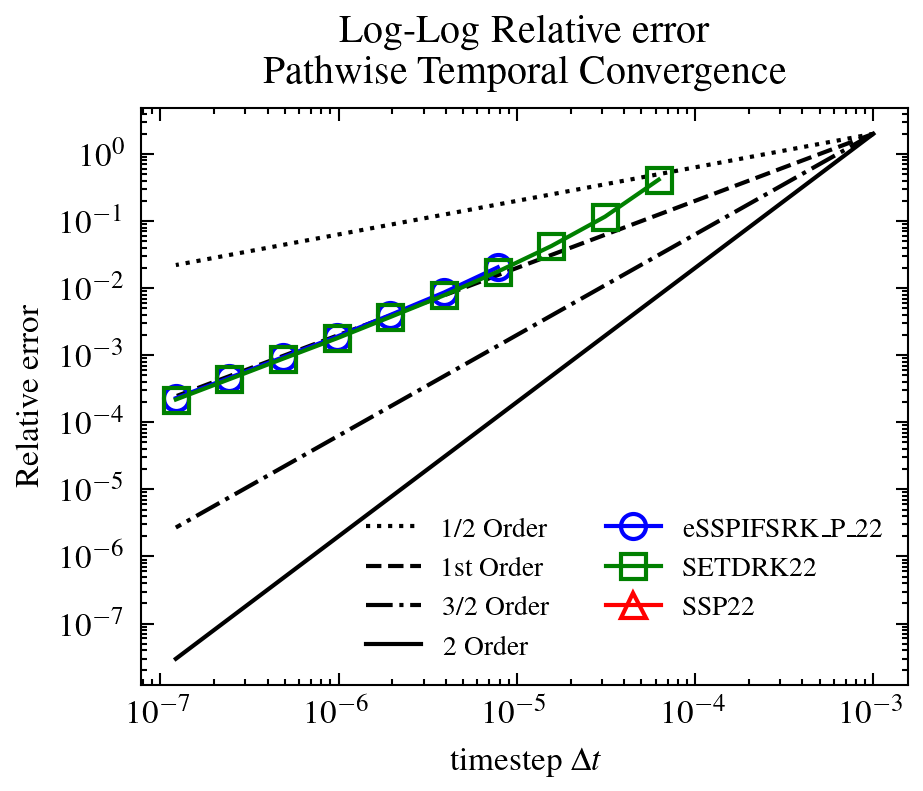 Log-Log Relative error
Pathwise Temporal Convergence
Relative error
10⁰
10⁻¹
10⁻²
10⁻³
10⁻⁴
10⁻⁵
10⁻⁶
10⁻⁷
1/2 Order
1st Order
3/2 Order
2 Order
eSSPIFSRK_P_22
SETDRK22
SSP22
10⁻⁷ 10⁻⁶ 10⁻⁵ 10⁻⁴ 10⁻³
timestep Δt